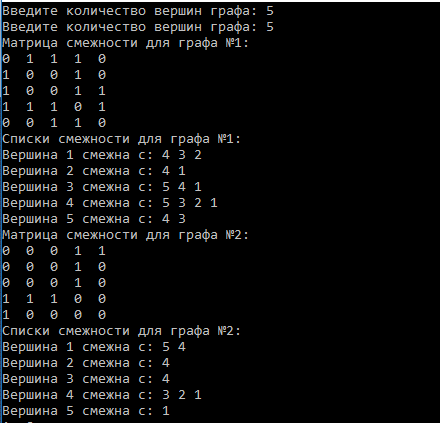 Введите количество вершин графа: 5
Введите количество вершин графа: 5
Матрица смежности для графа №1:
0 1 1 1 0
1 0 0 1 0
1 0 0 1 1
1 1 1 0 1
0 0 1 1 0
Списки смежности для графа №1:
Вершина 1 смежна с: 4 3 2
Вершина 2 смежна с: 4 1
Вершина 3 смежна с: 5 4 1
Вершина 4 смежна с: 5 3 2 1
Вершина 5 смежна с: 4 3
Матрица смежности для графа №2:
0 0 0 1 1
0 0 0 1 0
0 0 0 1 0
1 1 1 0 0
1 0 0 0 0
Списки смежности для графа №2:
Вершина 1 смежна с: 5 4
Вершина 2 смежна с: 4
Вершина 3 смежна с: 4
Вершина 4 смежна с: 3 2 1
Вершина 5 смежна с: 1